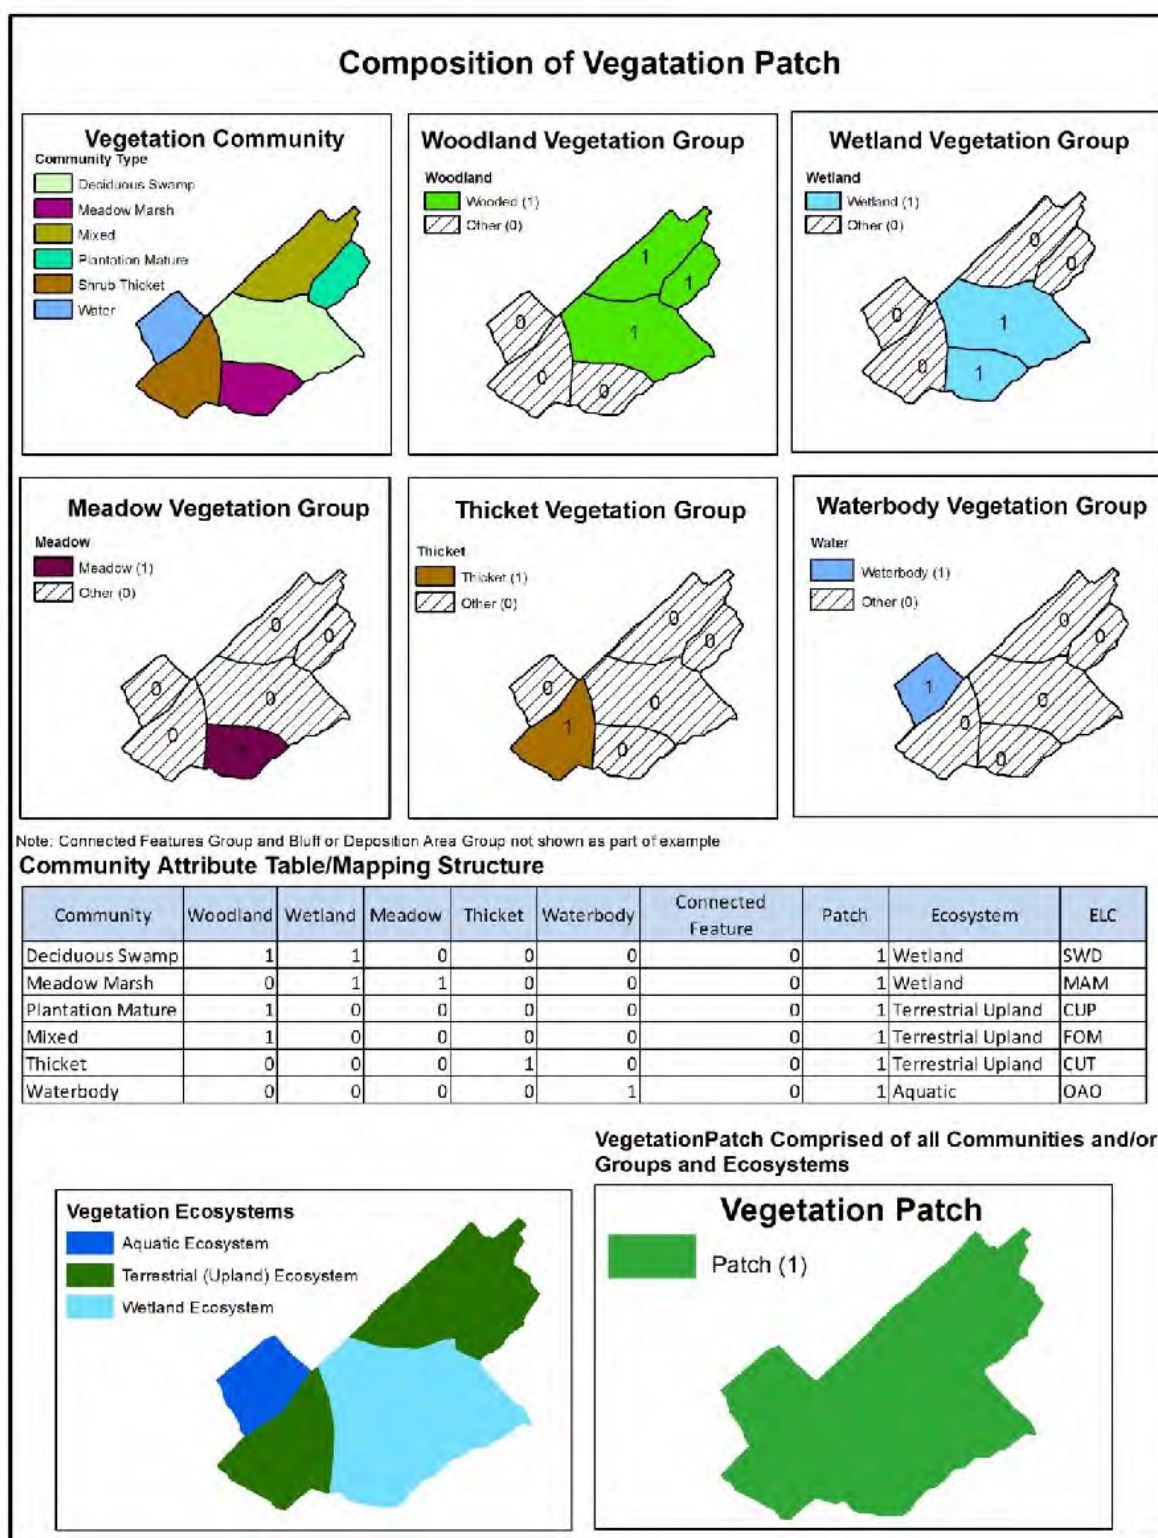 Composition of Vegatation Patch
Vegetation Community
Community Type
Deciduous Swamp
Meadow Marsh
Mixed
Plantation Mature
Shrub Thicket
Water
Woodland Vegetation Group
Woodland
Wooded (1)
Other (0)
1
1
1
0
0
0
Wetland Vegetation Group
Wetland
Wetland (1)
Other (0)
0
0
0
1
0
1
Meadow Vegetation Group
Meadow
Meadow (1)
Other (0)
0
0
0
0
0
Thicket Vegetation Group
Thicket
Thicket (1)
Other (0)
0
0
0
0
1
0
Waterbody Vegetation Group
Water
Waterbody (1)
Other (0)
0
0
1
0
0
0
Note: Connected Features Group and Bluff or Deposition Area Group not shown as part of example
Community Attribute Table/Mapping Structure
Community Woodland Wetland Meadow Thicket Waterbody Connected Feature Patch Ecosystem ELC
Deciduous Swamp 1 1 0 0 0 0 1 Wetland SWD
Meadow Marsh 0 1 1 0 0 0 1 Wetland MAM
Plantation Mature 1 0 0 0 0 0 1 Terrestrial Upland CUP
Mixed 1 0 0 0 0 0 1 Terrestrial Upland FOM
Thicket 0 0 0 1 0 0 1 Terrestrial Upland CUT
Waterbody 0 0 0 0 1 0 1 Aquatic OAO
Vegetation Ecosystems
Aquatic Ecosystem
Terrestrial (Upland) Ecosystem
Wetland Ecosystem
VegetationPatch Comprised of all Communities and/or
Groups and Ecosystems
Vegetation Patch
Patch (1)